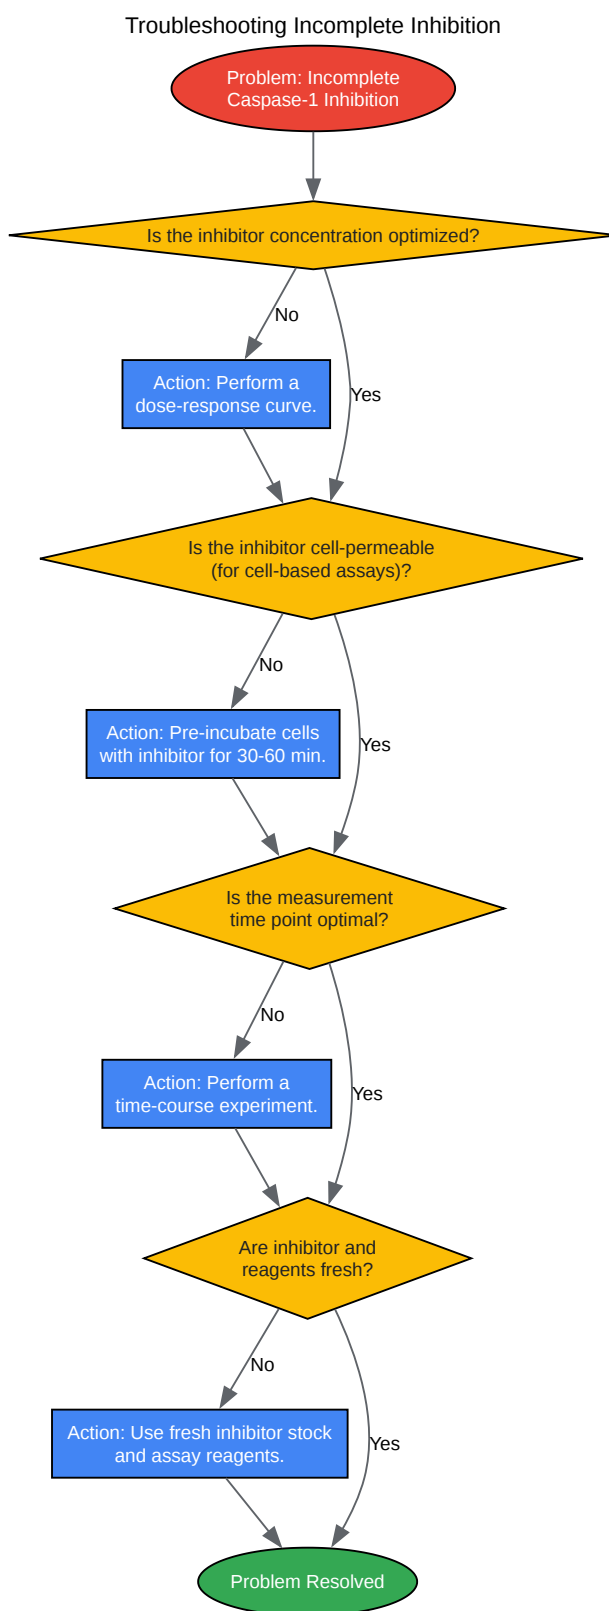 Troubleshooting Incomplete Inhibition
Problem: Incomplete
Caspase-1 Inhibition
Is the inhibitor concentration optimized?
No
Yes
Action: Perform a
dose-response curve.
Is the inhibitor cell-permeable
(for cell-based assays)?
No
Yes
Action: Pre-incubate cells
with inhibitor for 30-60 min.
Is the measurement
time point optimal?
No
Yes
Action: Perform a
time-course experiment.
Are inhibitor and
reagents fresh?
No
Yes
Action: Use fresh inhibitor stock
and assay reagents.
Problem Resolved